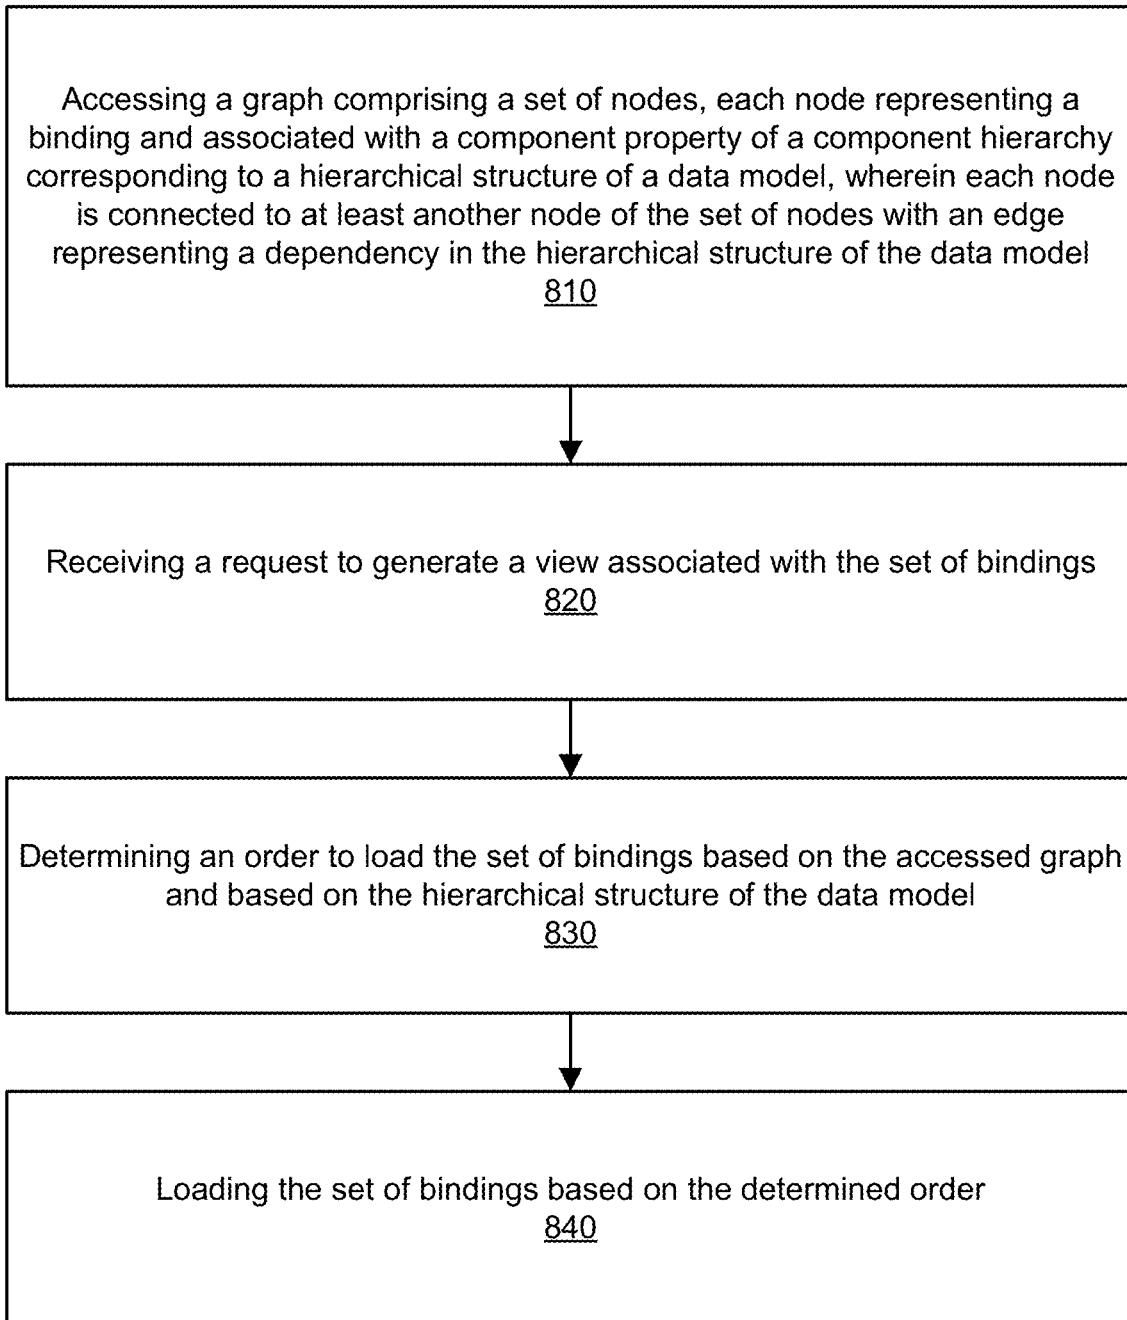 Accessing a graph comprising a set of nodes, each node representing a
binding and associated with a component property of a component hierarchy
corresponding to a hierarchical structure of a data model, wherein each node
is connected to at least another node of the set of nodes with an edge
representing a dependency in the hierarchical structure of the data model
810
Receiving a request to generate a view associated with the set of bindings
820
Determining an order to load the set of bindings based on the accessed graph
and based on the hierarchical structure of the data model
830
Loading the set of bindings based on the determined order
840